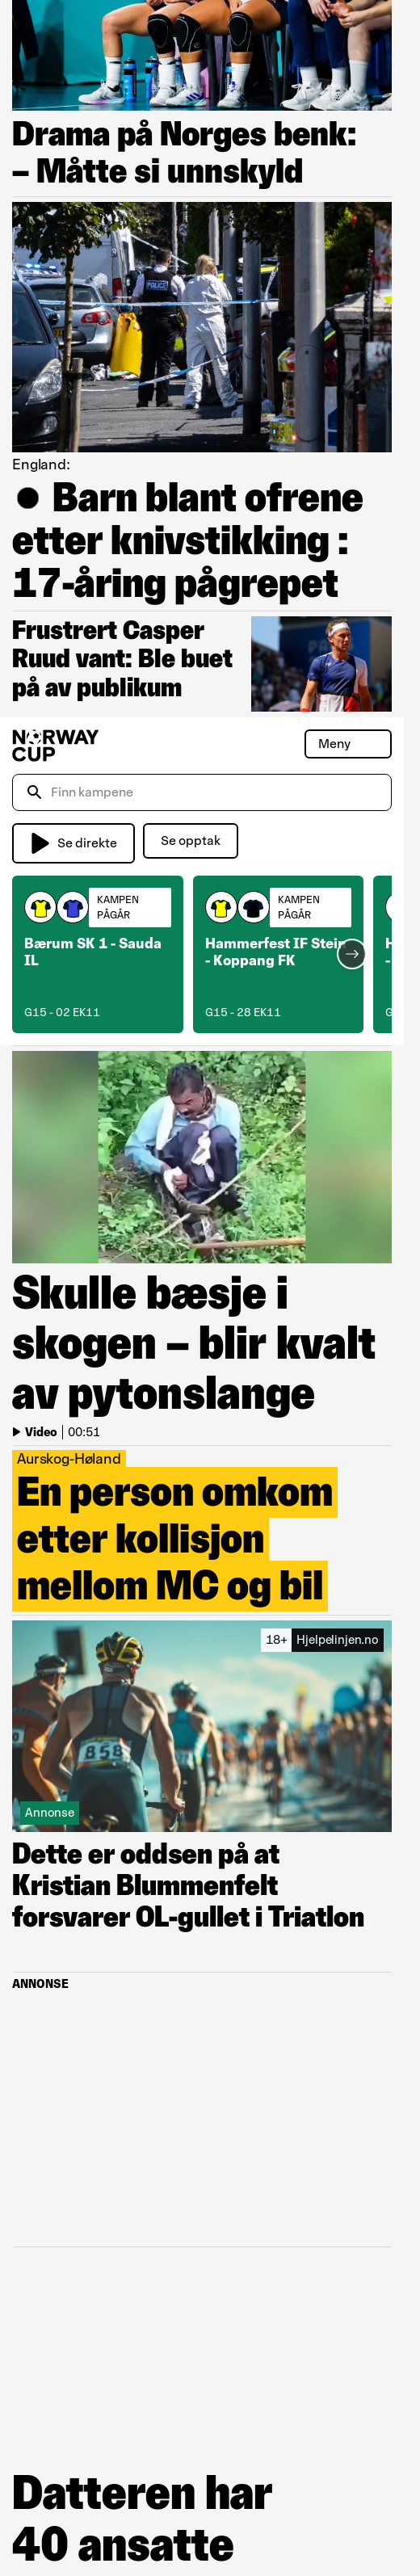 Drama på Norges benk:
– Måtte si unnskyld
POLICE
England:
Barn blant ofrene
etter knivstikking :
17-åring pågrepet
Frustrert Casper
Ruud vant: Ble buet
på av publikum
NORWAY
CUP
Meny
Finn kampene
Se direkte
Se opptak
KAMPEN
PÅGÅR
Bærum SK 1 - Sauda
IL
G15 - 02 EK11
KAMPEN
PÅGÅR
Hammerfest IF Stein
- Koppang FK
G15 - 28 EK11
Skulle bæsje i
skogen – blir kvalt
av pytonslange
Video | 00:51
Aurskog-Høland
En person omkom
etter kollisjon
mellom MC og bil
18+ Hjelpelinjen.no
858
Annonse
Dette er oddsen på at
Kristian Blummenfelt
forsvarer OL-gullet i Triatlon
ANNONSE
Datteren har
40 ansatte